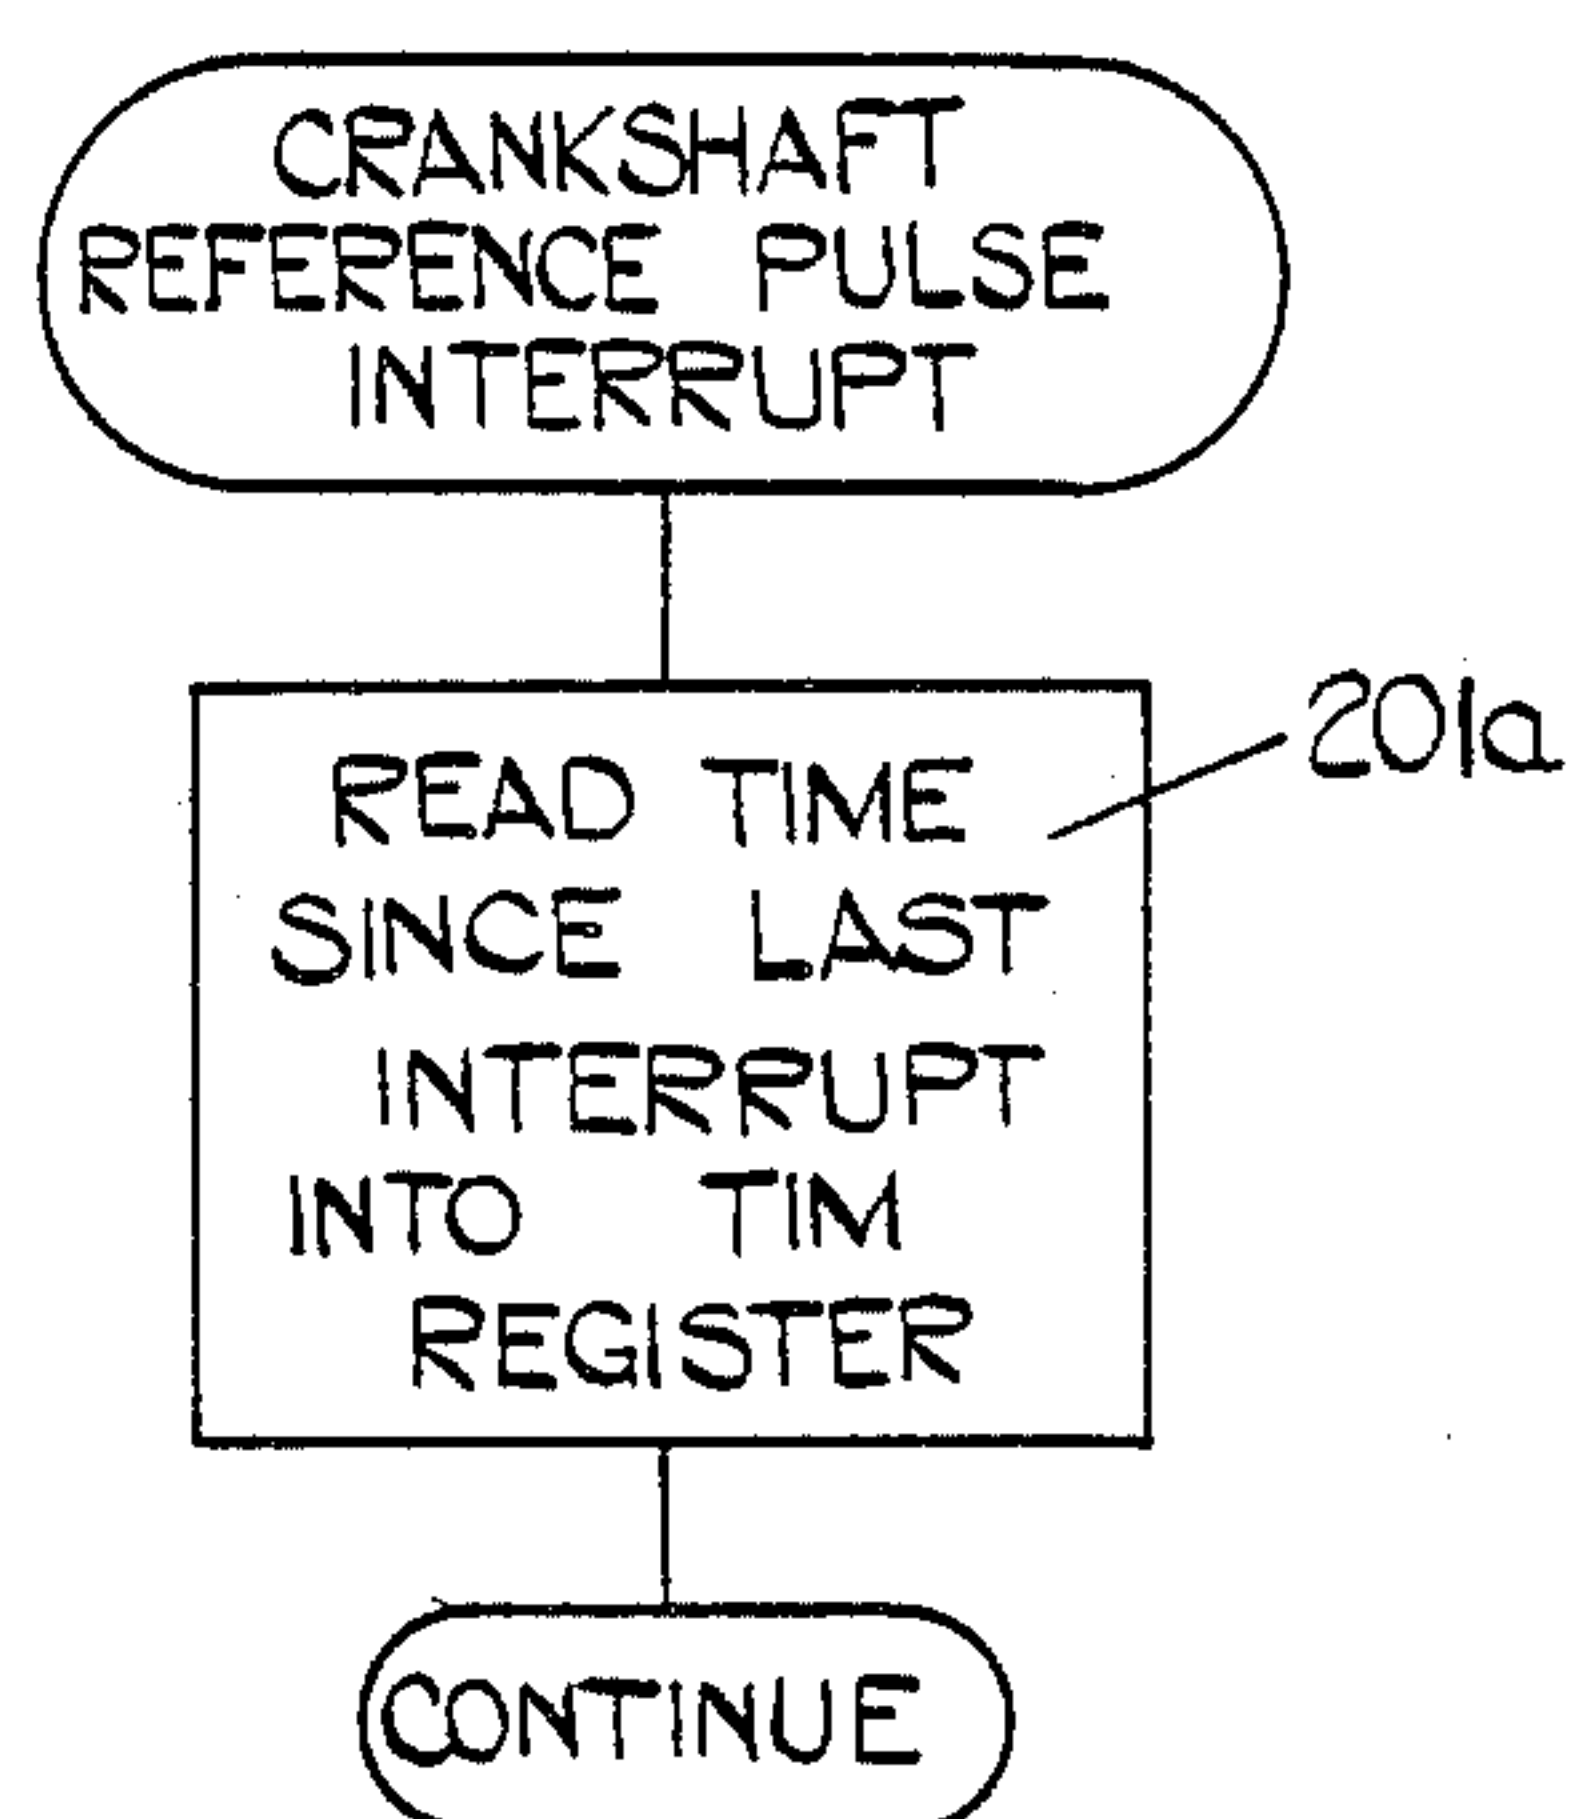 CRANKSHAFT
REFERENCE PULSE
INTERRUPT
201a
READ TIME
SINCE LAST
INTERRUPT
INTO TIM
REGISTER
CONTINUE